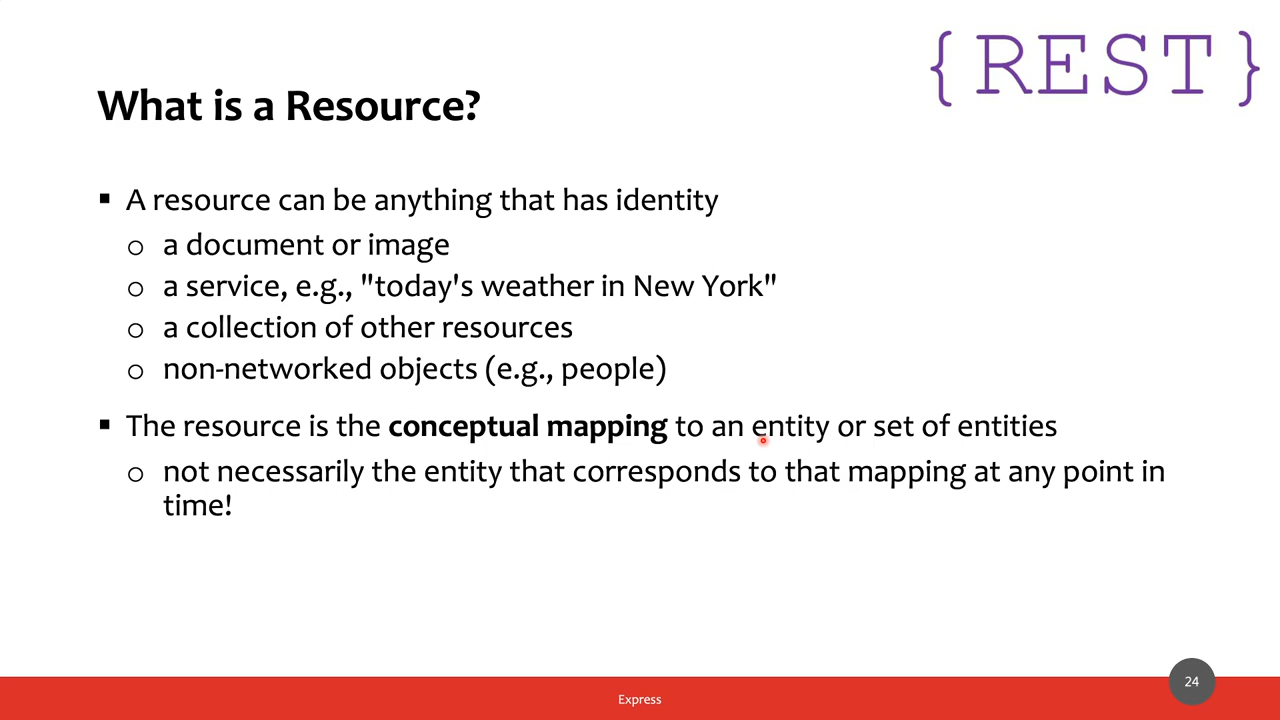 { REST }
What is a Resource?
▪ A resource can be anything that has identity
o a document or image
o a service, e.g., "today's weather in New York"
o a collection of other resources
o non-networked objects (e.g., people)
▪ The resource is the conceptual mapping to an entity or set of entities
o not necessarily the entity that corresponds to that mapping at any point in
time!
24
Express